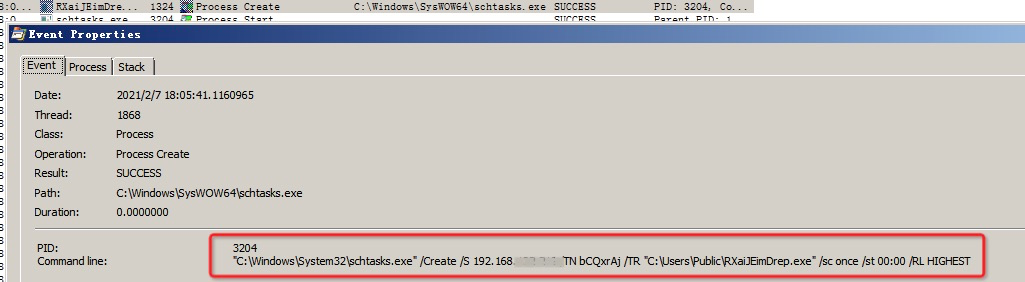 8:0... RXaiJEimDre... 1324 Process Create C:\Windows\SysWOW64\schtasks.exe SUCCESS PID: 3204, Co...
schtasks.exe 3204 Process Start SUCCESS Parent PID: 1
Event Properties
Event Process Stack
Date: 2021/2/7 18:05:41.1160965
Thread: 1868
Class: Process
Operation: Process Create
Result: SUCCESS
Path: C:\Windows\SysWOW64\schtasks.exe
Duration: 0.0000000
PID: 3204
Command line: "C:\Windows\System32\schtasks.exe" /Create /S 192.168. /TN bCQxrAj /TR "C:\Users\Public\RXaiJEimDrep.exe" /sc once /st 00:00 /RL HIGHEST